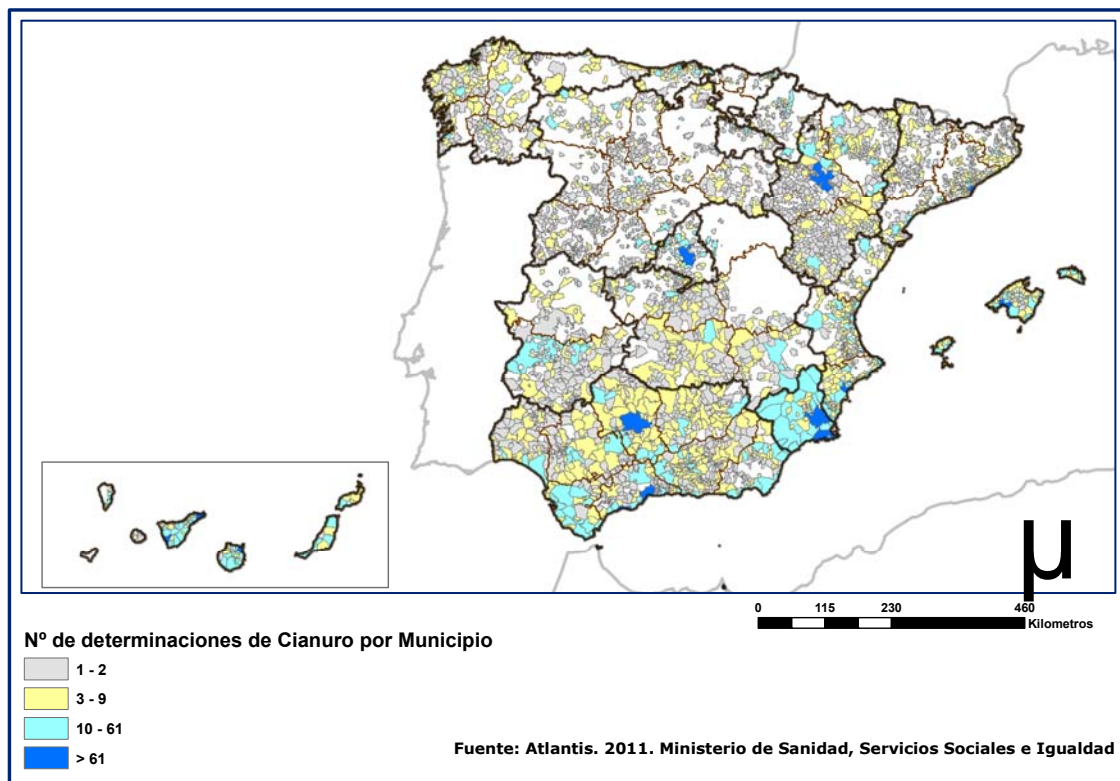 µ
0 115 230 460
Kilometros
Nº de determinaciones de Cianuro por Municipio
1 - 2
3 - 9
10 - 61
> 61
Fuente: Atlantis. 2011. Ministerio de Sanidad, Servicios Sociales e Igualdad